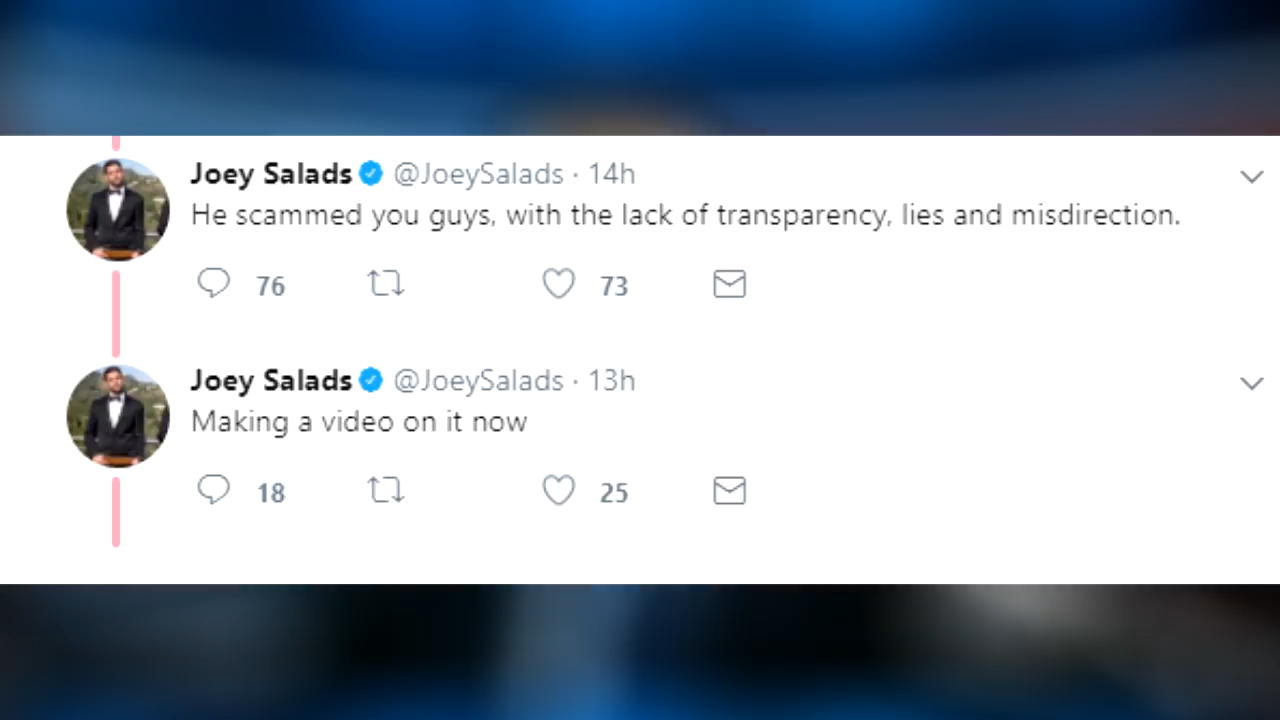 Joey Salads @JoeySalads · 14h
He scammed you guys, with the lack of transparency, lies and misdirection.
76 73
Joey Salads @JoeySalads · 13h
Making a video on it now
18 25